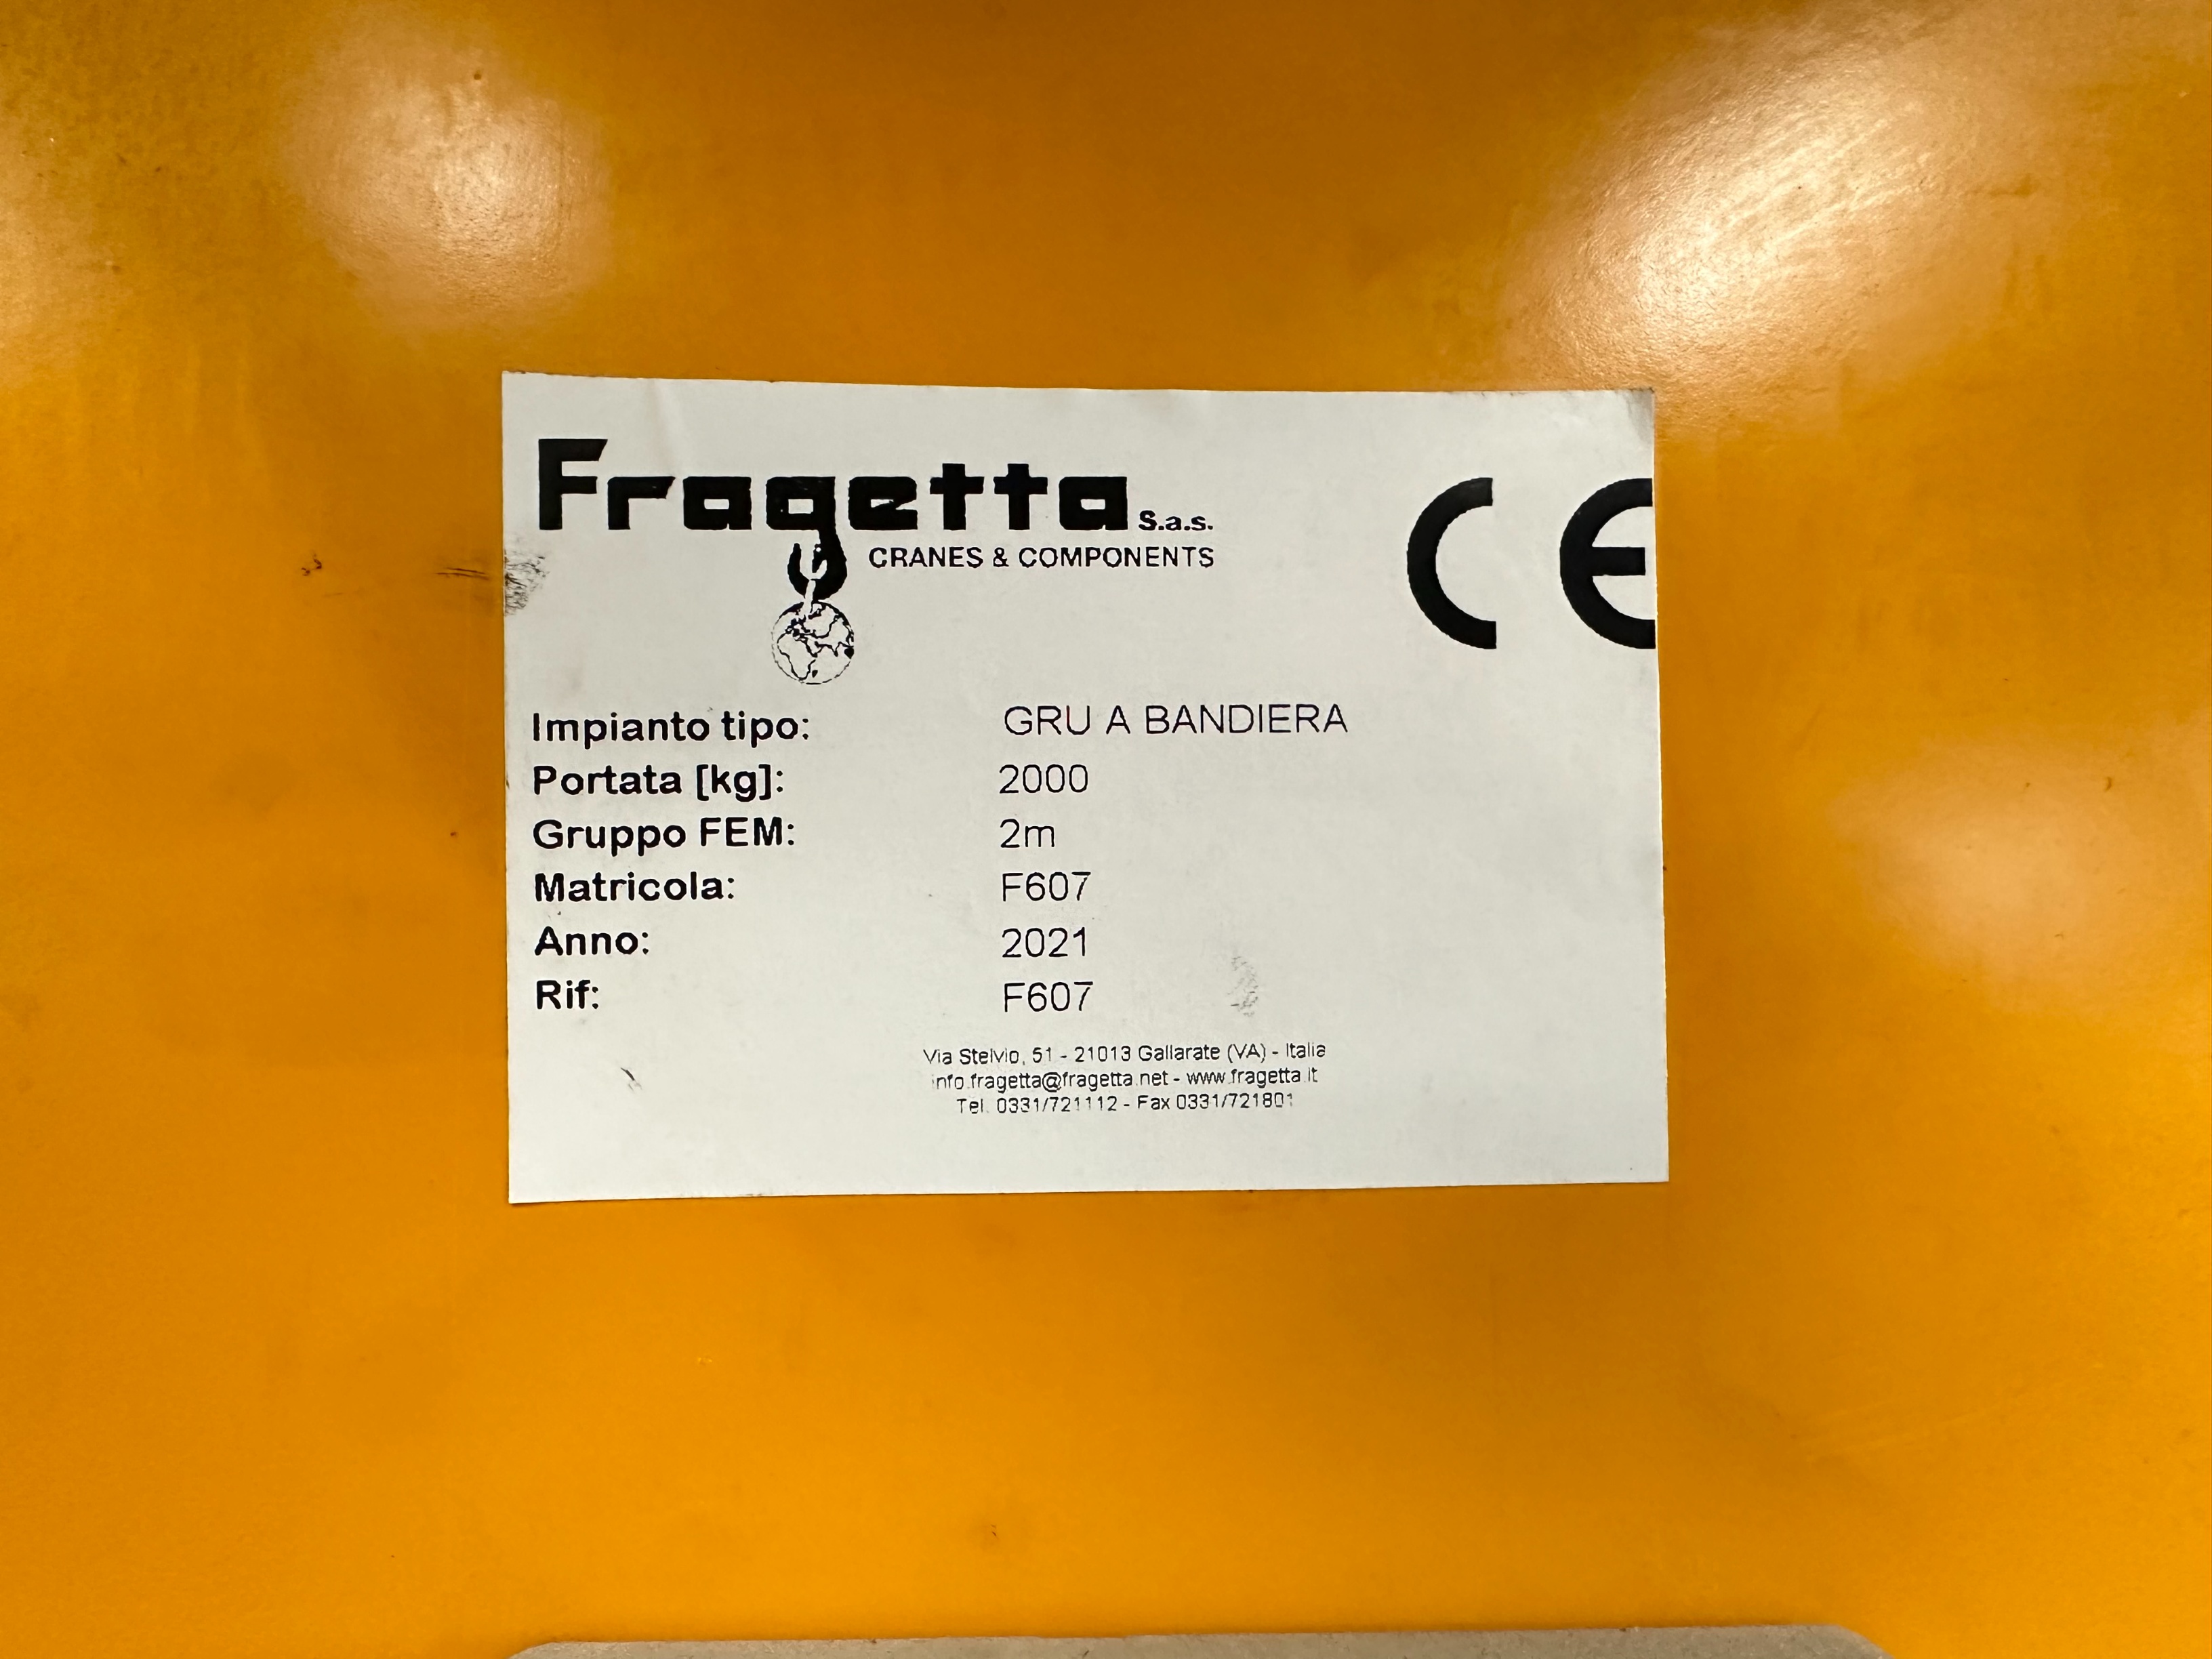 Fragetta s.a.s.
CRANES & COMPONENTS
CE
Impianto tipo: GRU A BANDIERA
Portata [kg]: 2000
Gruppo FEM: 2m
Matricola: F607
Anno: 2021
Rif: F607
Via Stelvio, 51 - 21013 Gallarate (VA) - Italia
info.fragetta@fragetta.net - www.fragetta.it
Tel. 0331/721112 - Fax 0331/721801